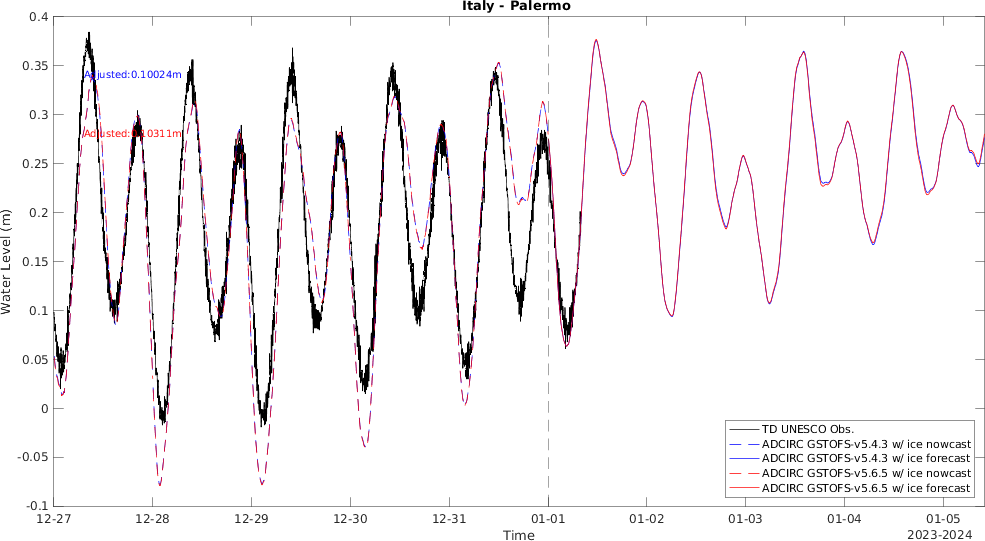 Italy - Palermo
0.4
0.35
0.3
0.25
0.2
0.15
0.1
0.05
0
-0.05
-0.1
Water Level (m)
Adjusted:0.10024m
Adjusted:0.10311m
TD UNESCO Obs.
ADCIRC GSTOFS-v5.4.3 w/ ice nowcast
ADCIRC GSTOFS-v5.4.3 w/ ice forecast
ADCIRC GSTOFS-v5.6.5 w/ ice nowcast
ADCIRC GSTOFS-v5.6.5 w/ ice forecast
12-27 12-28 12-29 12-30 12-31 01-01 01-02 01-03 01-04 01-05
Time
2023-2024